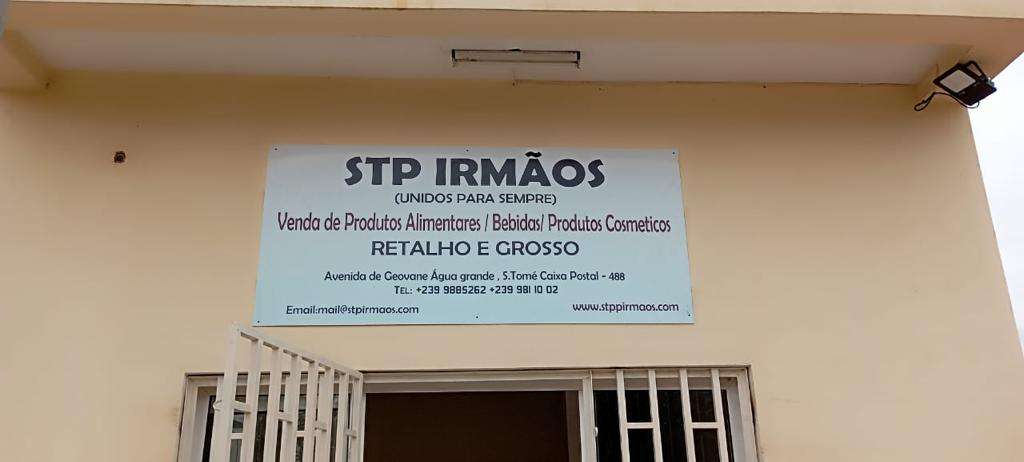 STP IRMÃOS
(UNIDOS PARA SEMPRE)
Venda de Produtos Alimentares / Bebidas/ Produtos Cosmeticos
RETALHO E GROSSO
Avenida de Geovane Água grande , S.Tomé Caixa Postal - 488
TEL: +239 9885262 +239 981 10 02
Email:mail@stpirmaos.com www.stppirmaos.com